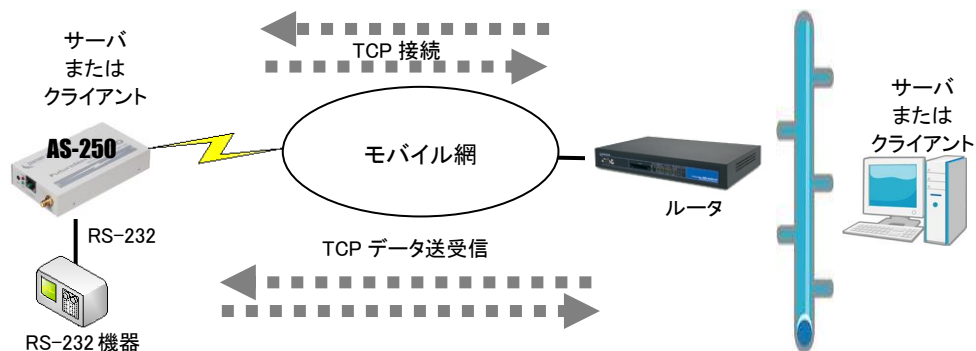 サーバ
または
クライアント
AS-250
RS-232
RS-232 機器
TCP 接続
モバイル網
TCP データ送受信
ルータ
サーバ
または
クライアント